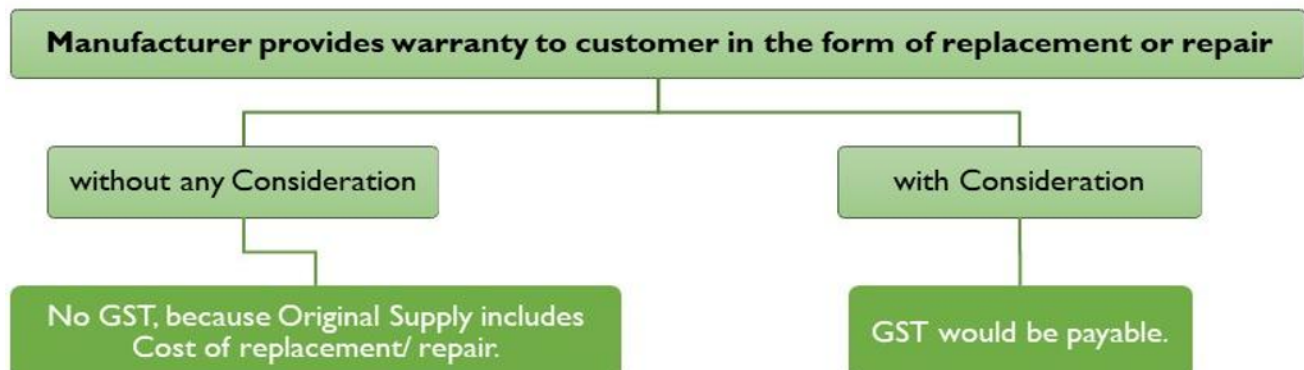 Manufacturer provides warranty to customer in the form of replacement or repair
without any Consideration
with Consideration
No GST, because Original Supply includes
Cost of replacement/ repair.
GST would be payable.